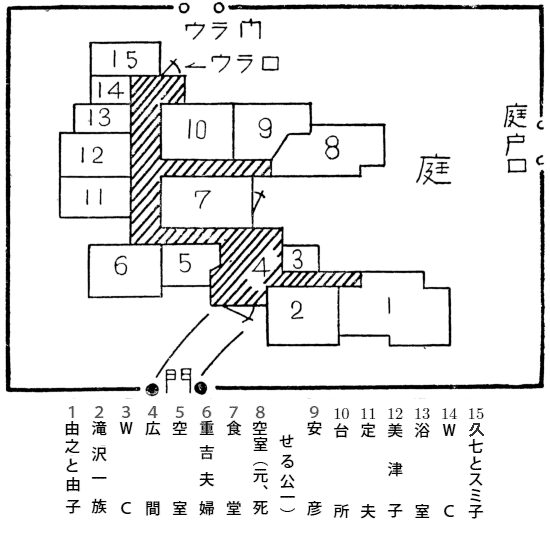 ウラ門
ウラ口
15
14
13
12
11
10
9
8
7
6
5
4
3
2
1
庭
庭戸口
門
1 由之と由子
2 滝沢一族
3 WC
4 広間
5 空室
6 重吉夫婦
7 食堂
8 空室(元、死
せる公一)
9 安彦
10 台所
11 定夫
12 美津子
13 浴室
14 WC
15 久七とスミ子